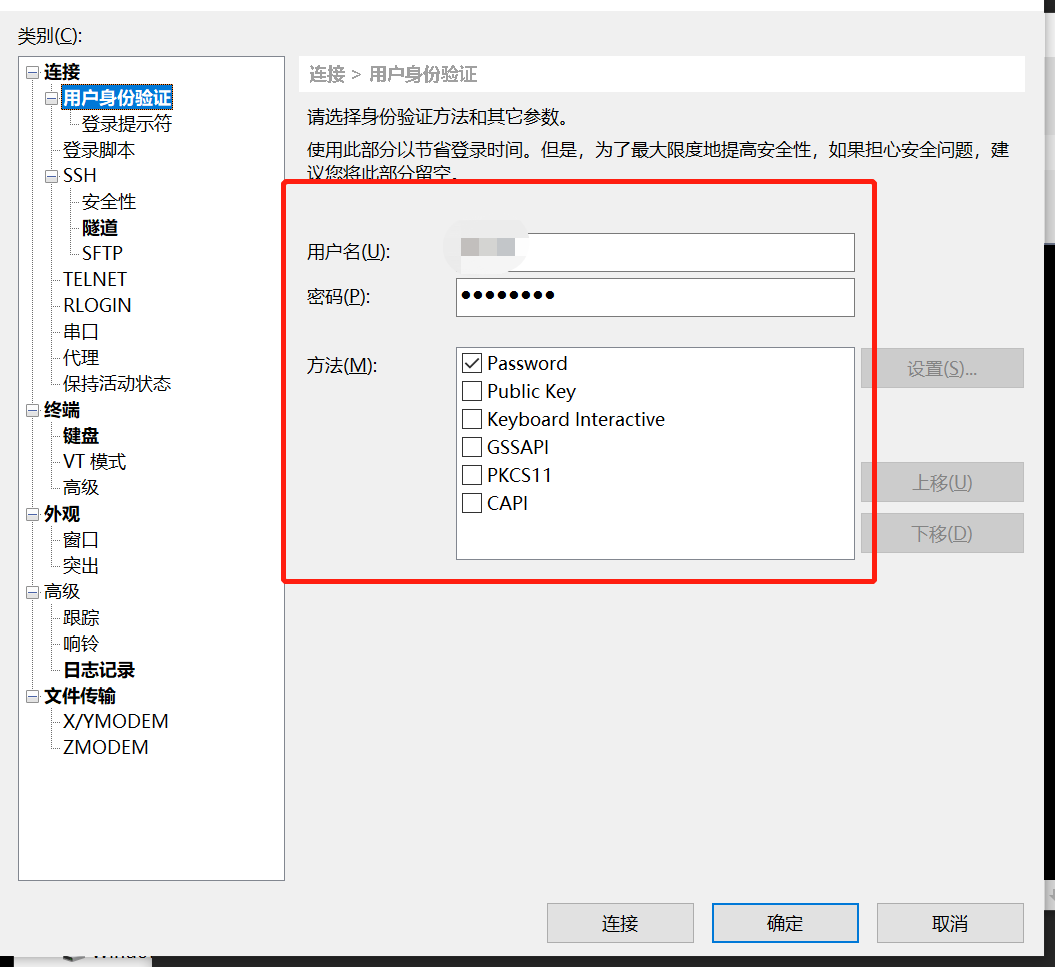 类别(C):
连接
用户身份验证
登录提示符
登录脚本
SSH
安全性
隧道
SFTP
TELNET
RLOGIN
串口
代理
保持活动状态
终端
键盘
VT 模式
高级
外观
窗口
突出
高级
跟踪
响铃
日志记录
文件传输
X/YMODEM
ZMODEM
连接 > 用户身份验证
请选择身份验证方法和其它参数。
使用此部分以节省登录时间。但是，为了最大限度地提高安全性，如果担心安全问题，建
议您将此部分留空。
用户名(U):
密码(P):
方法(M):
Password
Public Key
Keyboard Interactive
GSSAPI
PKCS11
CAPI
设置(S)...
上移(U)
下移(D)
连接
确定
取消